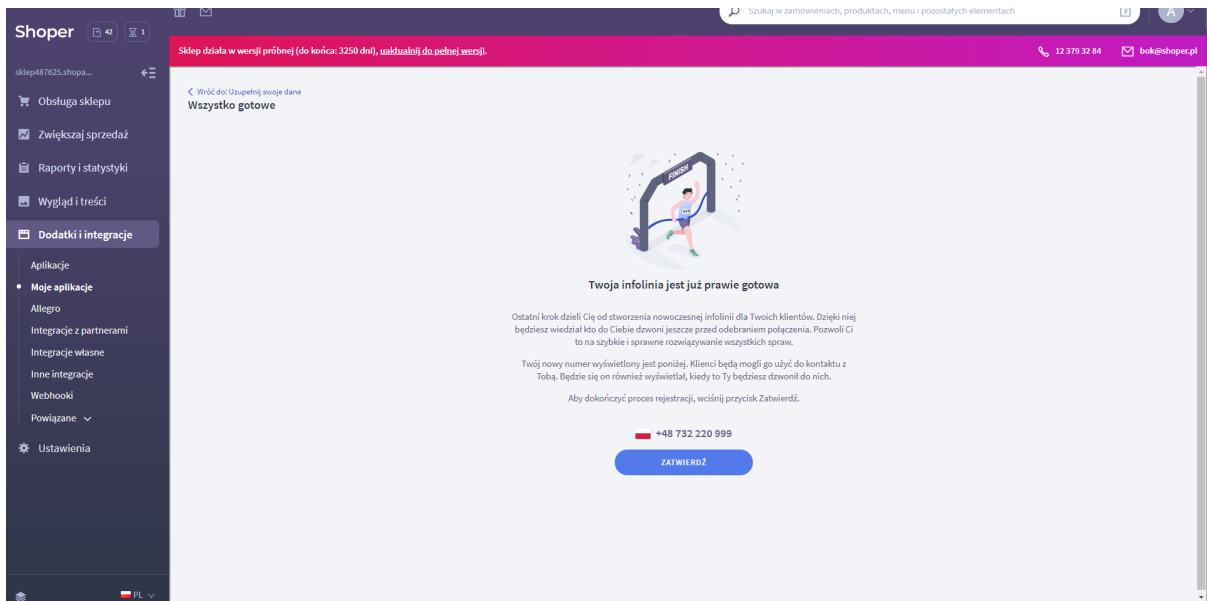 Shoper
42
1
Szukaj w zamówieniach, produktach, menu i pozostałych elementach
F
A
Sklep działa w wersji próbnej (do końca: 3250 dni), uaktualnij do pełnej wersji.
12 379 32 84
bok@shoper.pl
sklep487625.shopa...
Obsługa sklepu
Zwiększaj sprzedaż
Raporty i statystyki
Wygląd i treści
Dodatki i integracje
Aplikacje
Moje aplikacje
Allegro
Integracje z partnerami
Integracje własne
Inne integracje
Webhooki
Powiązane
Ustawienia
PL
Wróć do: Uzupełnij swoje dane
Wszystko gotowe
FINISH
Twoja infolinia jest już prawie gotowa
Ostatni krok dzieli Cię od stworzenia nowoczesnej infolinii dla Twoich klientów. Dzięki niej
będziesz wiedział kto do Ciebie dzwoni jeszcze przed odebraniem połączenia. Pozwoli Ci
to na szybkie i sprawne rozwiązywanie wszystkich spraw.
Twój nowy numer wyświetlony jest poniżej. Klienci będą mogli go użyć do kontaktu z
Tobą. Będzie się on również wyświetlał, kiedy to Ty będziesz dzwonił do nich.
Aby dokończyć proces rejestracji, wciśnij przycisk Zatwierdź.
+48 732 220 999
ZATWIERDŹ